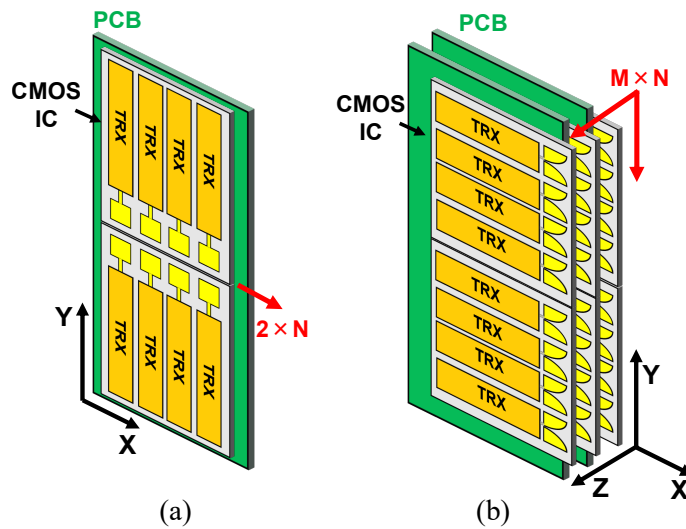 PCB
CMOS
IC
TRX
TRX
TRX
TRX
TRX
TRX
TRX
TRX
2 × N
Y
X
(a)
PCB
M × N
CMOS
IC
TRX
TRX
TRX
TRX
TRX
TRX
TRX
TRX
Y
Z
X
(b)